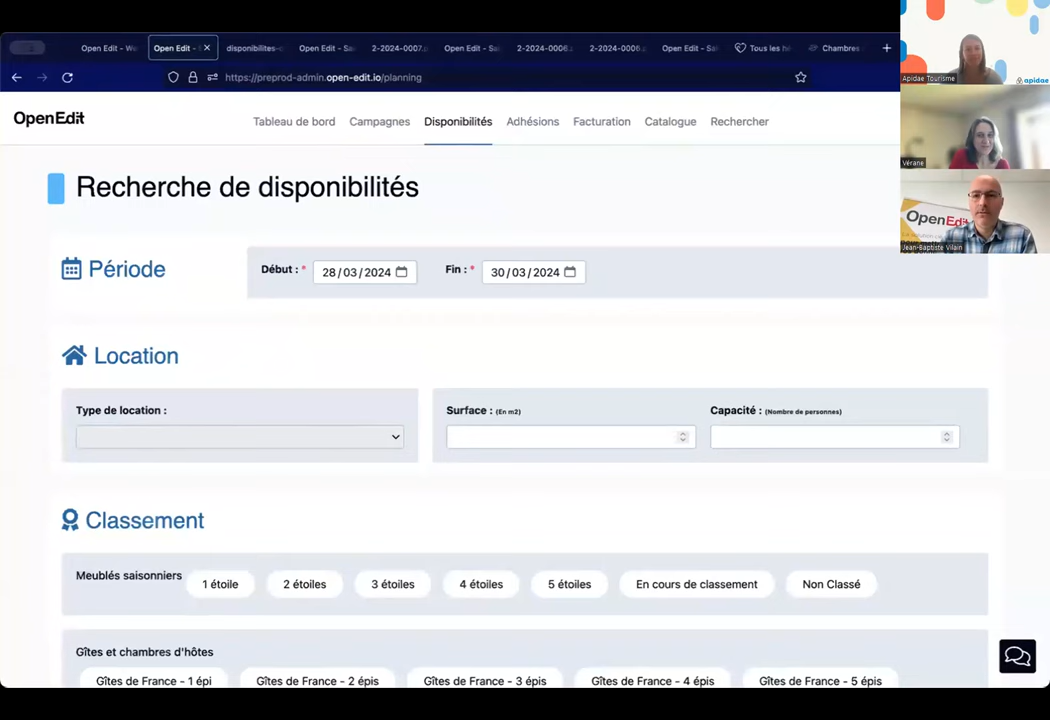 Open Edit - We
Open Edit -
disponibilites-
Open Edit - Sa
2-2024-0007.
Open Edit - Sa
2-2024-0006.
2-2024-0006.
Open Edit - Sa
Tous les hé
Chambres
https://preprod-admin.open-edit.io/planning
OpenEdit
Tableau de bord
Campagnes
Disponibilités
Adhésions
Facturation
Catalogue
Rechercher
Recherche de disponibilités
Période
Début : *
28/03/2024
Fin : *
30/03/2024
Location
Type de location :
Surface : (En m2)
Capacité : (Nombre de personnes)
Classement
Meublés saisonniers
1 étoile
2 étoiles
3 étoiles
4 étoiles
5 étoiles
En cours de classement
Non Classé
Gîtes et chambres d'hôtes
Gîtes de France - 1 épi
Gîtes de France - 2 épis
Gîtes de France - 3 épis
Gîtes de France - 4 épis
Gîtes de France - 5 épis
Apidae Tourisme
apidae
Vérane
OpenEdit
Jean-Baptiste Vilain